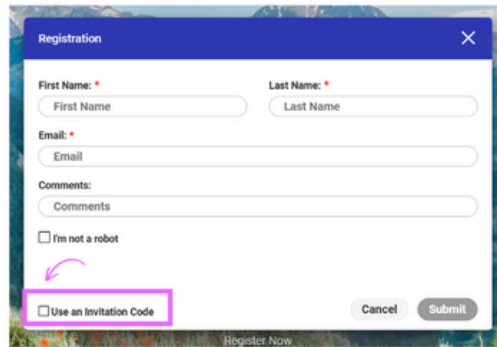 Registration
First Name: * Last Name: *
First Name Last Name
Email: *
Email
Comments:
Comments
I'm not a robot
Use an Invitation Code Cancel Submit
Register Now